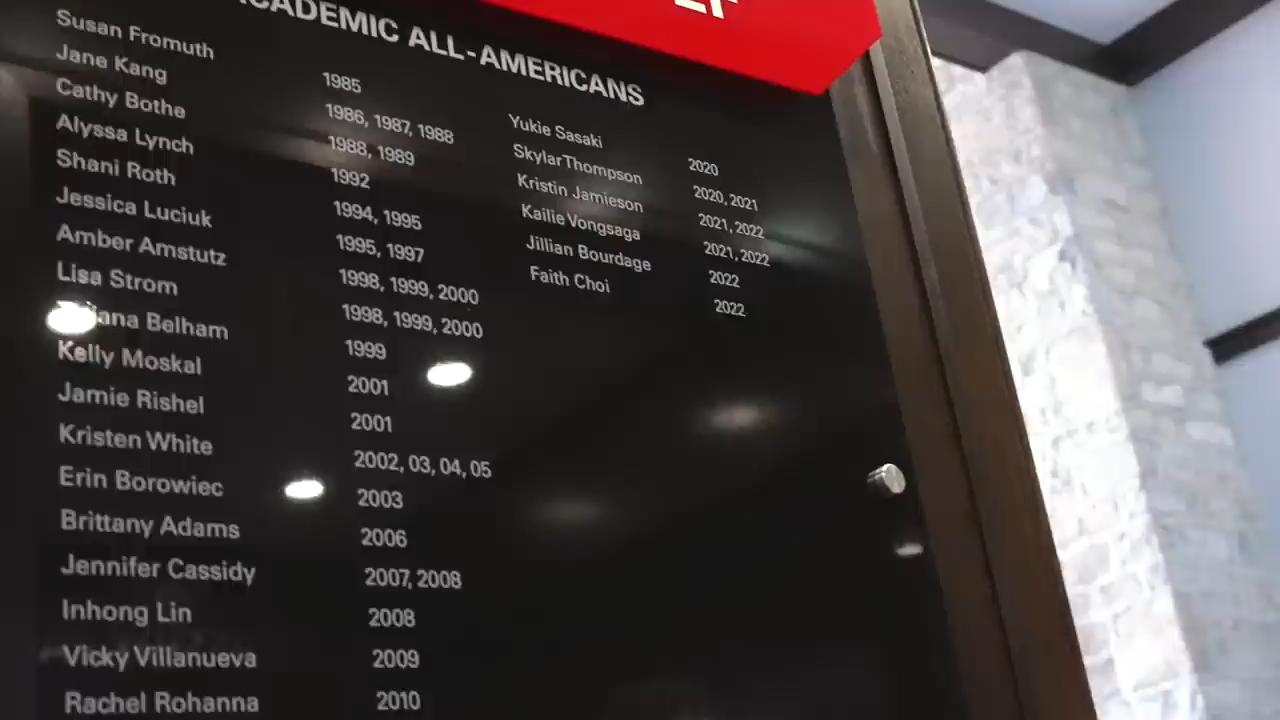 CADEMIC ALL-AMERICANS
Susan Fromuth 1985
Jane Kang 1986, 1987, 1988
Cathy Bothe 1988, 1989
Alyssa Lynch 1992
Shani Roth 1994, 1995
Jessica Luciuk 1995, 1997
Amber Amstutz 1998, 1999, 2000
Lisa Strom 1998, 1999, 2000
Belham 1999
Kelly Moskal 2001
Jamie Rishel 2001
Kristen White 2002, 03, 04, 05
Erin Borowiec 2003
Brittany Adams 2006
Jennifer Cassidy 2007, 2008
Inhong Lin 2008
Vicky Villanueva 2009
Rachel Rohanna 2010
Yukie Sasaki 2020
Skylar Thompson 2020, 2021
Kristin Jamieson 2021, 2022
Kailie Vongsaga 2021, 2022
Jillian Bourdage 2022
Faith Choi 2022